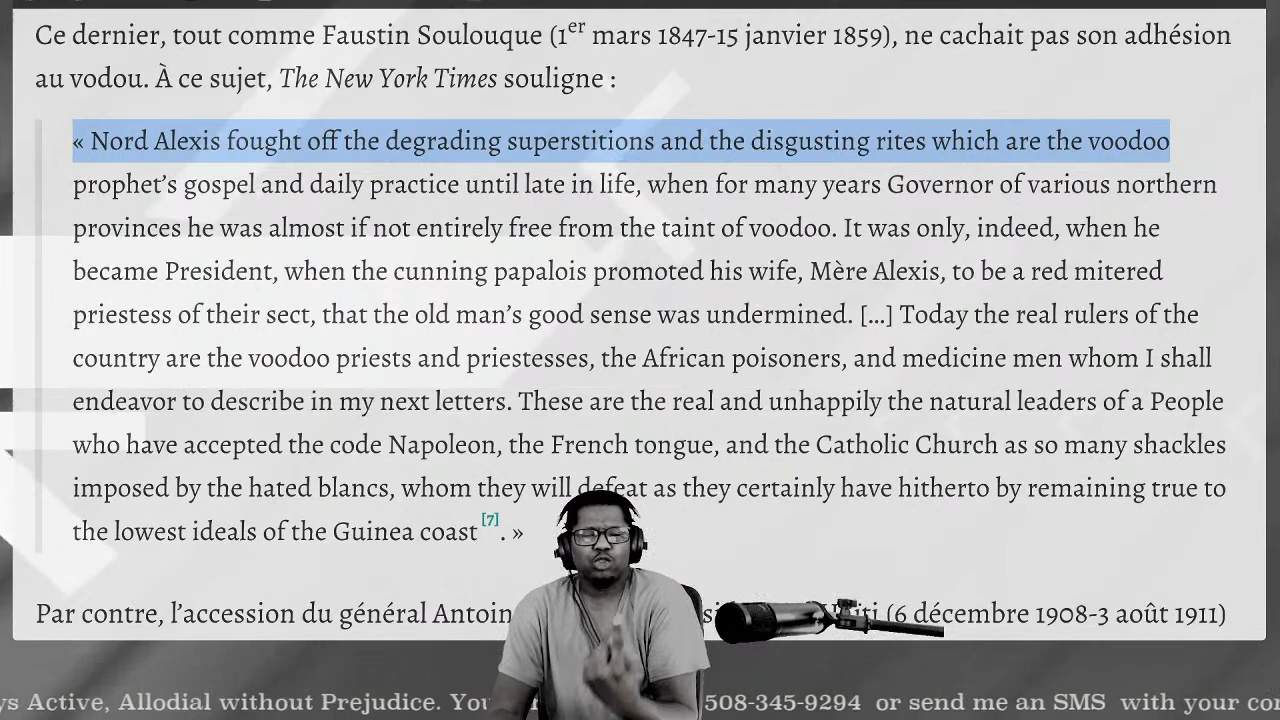 Ce dernier, tout comme Faustin Soulouque (1er mars 1847-15 janvier 1859), ne cachait pas son adhésion
au vodou. À ce sujet, The New York Times souligne :
« Nord Alexis fought off the degrading superstitions and the disgusting rites which are the voodoo
prophet’s gospel and daily practice until late in life, when for many years Governor of various northern
provinces he was almost if not entirely free from the taint of voodoo. It was only, indeed, when he
became President, when the cunning papalois promoted his wife, Mère Alexis, to be a red mitered
priestess of their sect, that the old man’s good sense was undermined. [...] Today the real rulers of the
country are the voodoo priests and priestesses, the African poisoners, and medicine men whom I shall
endeavor to describe in my next letters. These are the real and unhappily the natural leaders of a People
who have accepted the code Napoleon, the French tongue, and the Catholic Church as so many shackles
imposed by the hated blancs, whom they will defeat as they certainly have hitherto by remaining true to
the lowest ideals of the Guinea coast [7]. »
Par contre, l’accession du général (6 décembre 1908-3 août 1911)
Active, Allodial without Prejudice. 508-345-9294 or send me an SMS with your